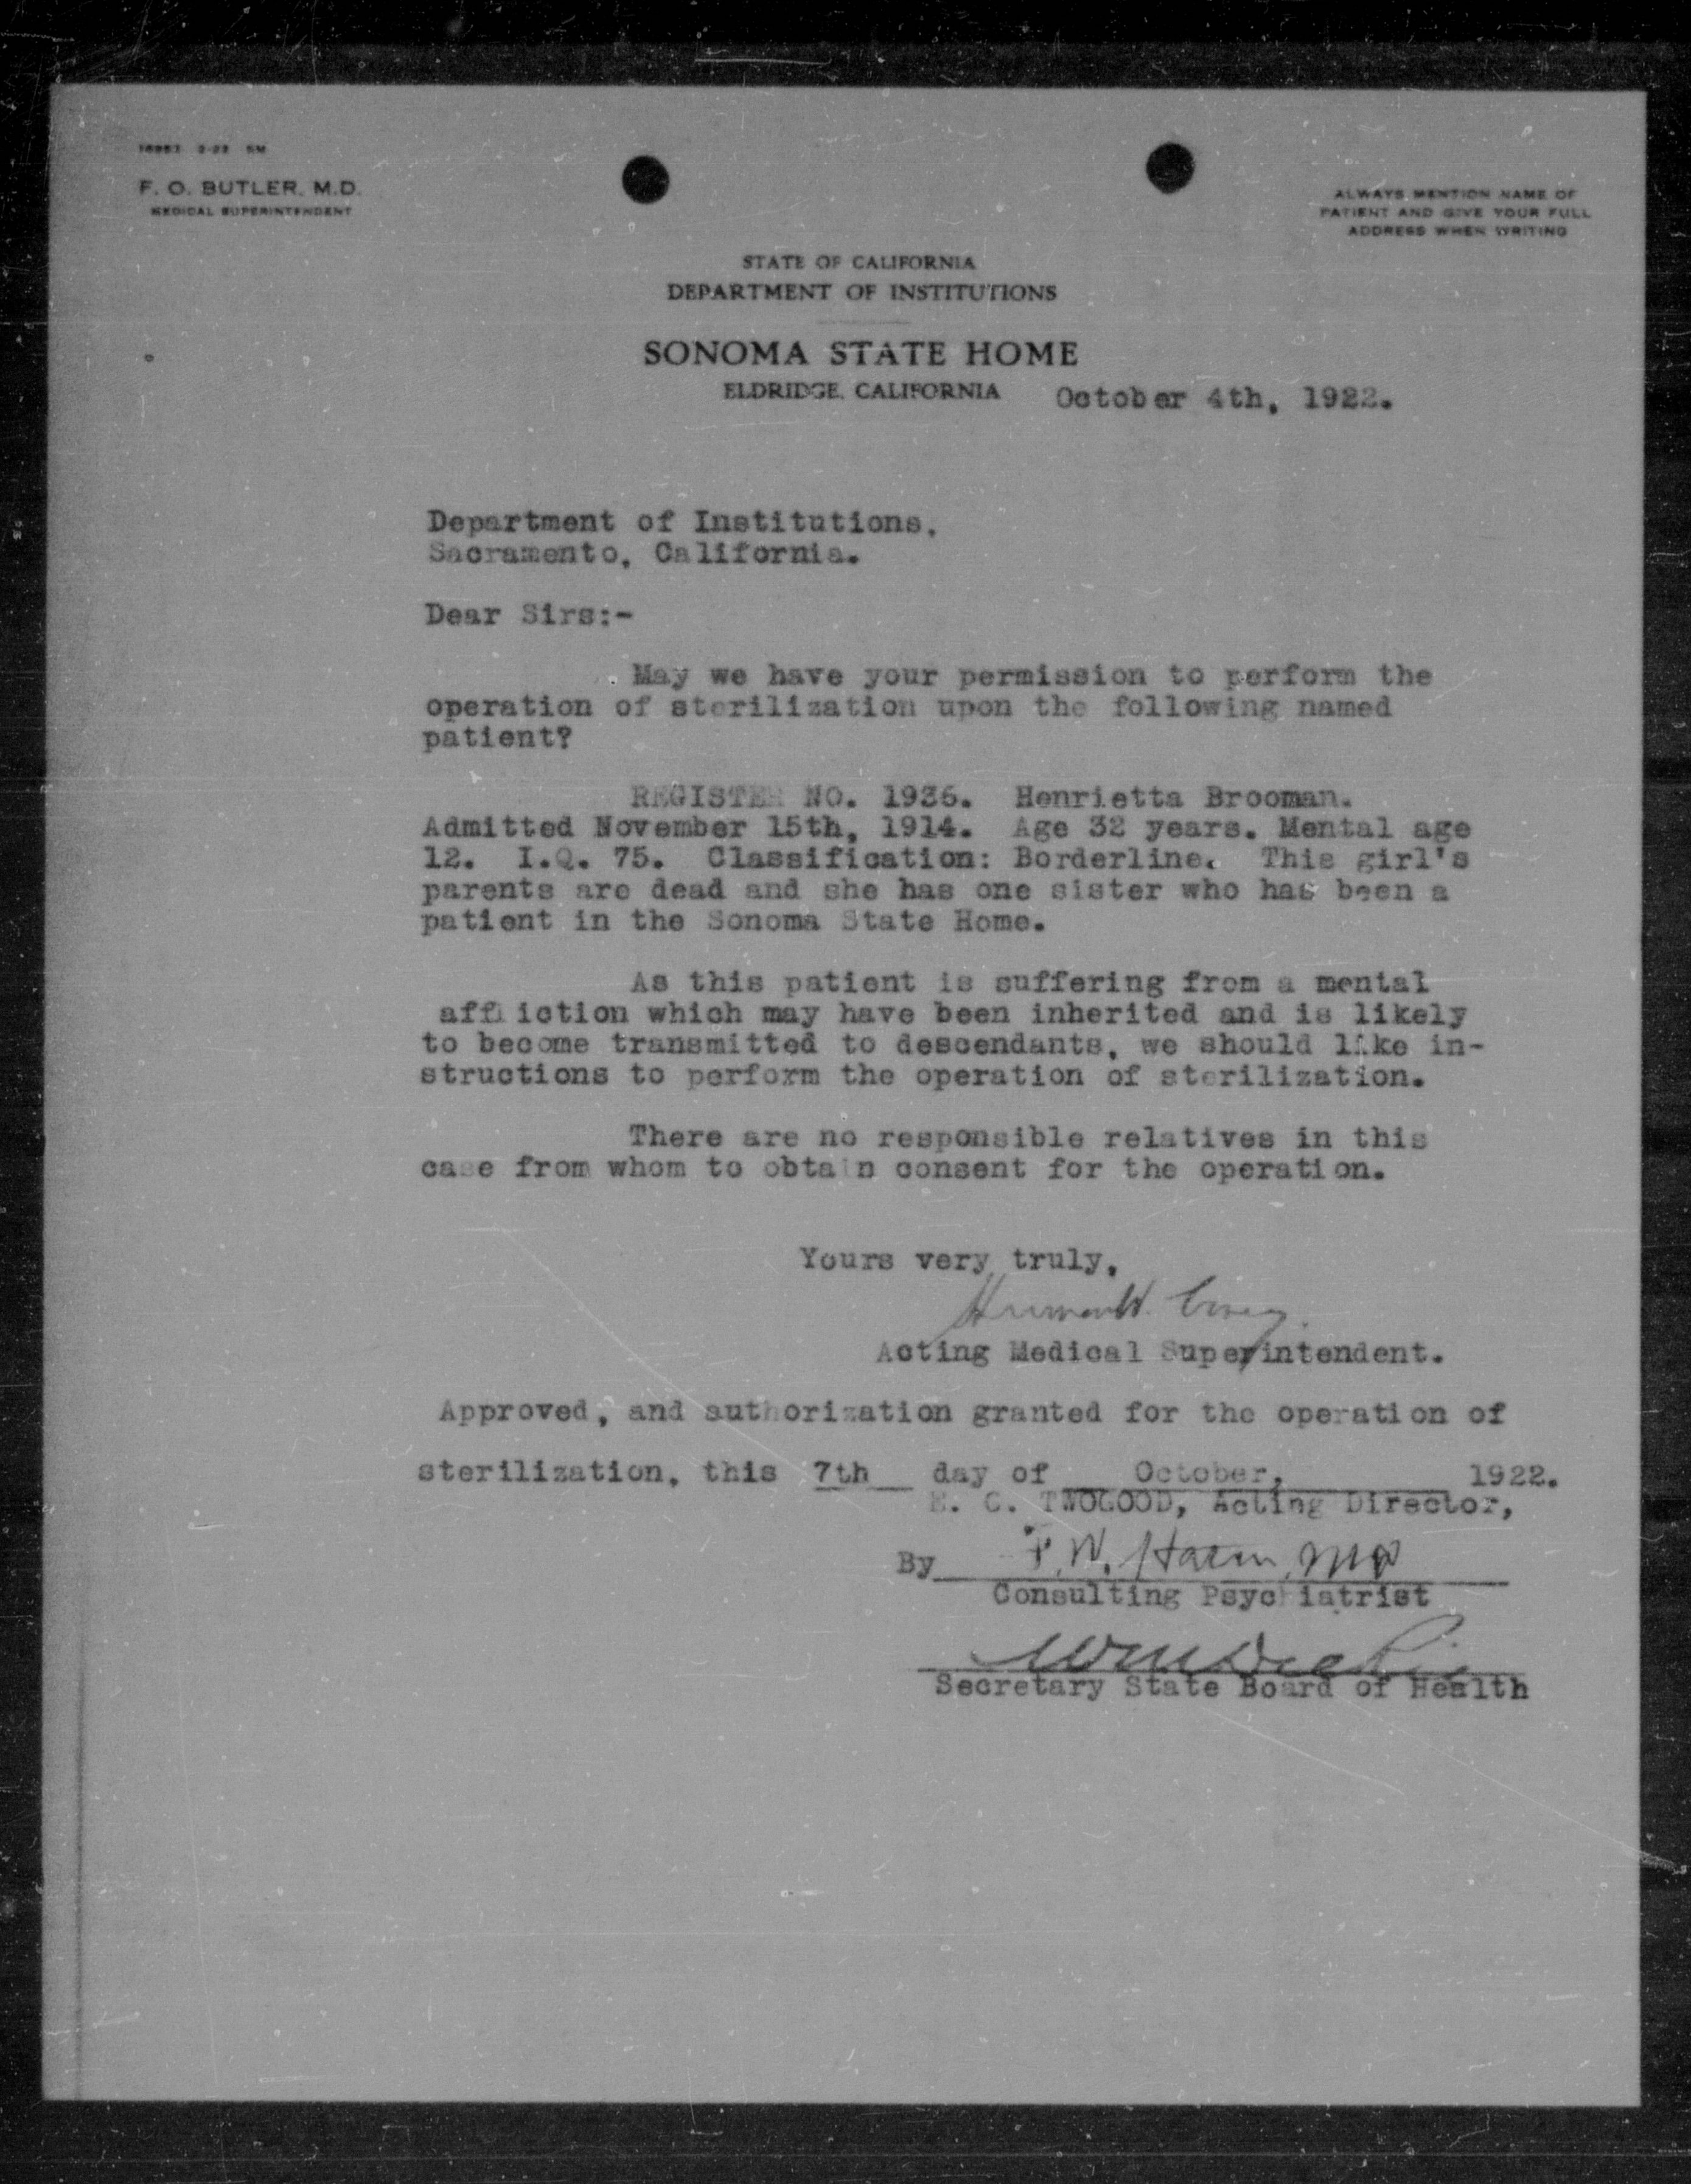 16982 2-22 5M
F. O. BUTLER, M.D.
MEDICAL SUPERINTENDENT
ALWAYS MENTION NAME OF
PATIENT AND GIVE YOUR FULL
ADDRESS WHEN WRITING
STATE OF CALIFORNIA
DEPARTMENT OF INSTITUTIONS
SONOMA STATE HOME
ELDRIDGE, CALIFORNIA October 4th, 1922.
Department of Institutions,
Sacramento, California.
Dear Sirs:-
May we have your permission to perform the
operation of sterilization upon the following named
patient?
REGISTER NO. 1936. Henrietta Brooman.
Admitted November 15th, 1914. Age 32 years. Mental age
12. I.Q. 75. Classification: Borderline. This girl's
parents are dead and she has one sister who has been a
patient in the Sonoma State Home.
As this patient is suffering from a mental
affliction which may have been inherited and is likely
to become transmitted to descendants, we should like in-
structions to perform the operation of sterilization.
There are no responsible relatives in this
case from whom to obtain consent for the operation.
Yours very truly,
Acting Medical Superintendent.
Approved, and authorization granted for the operation of
sterilization, this 7th day of October, 1922.
E. C. TWOGOOD, Acting Director,
By F. W. Hatch, MD
Consulting Psychiatrist
Wm Dickie
Secretary State Board of Health